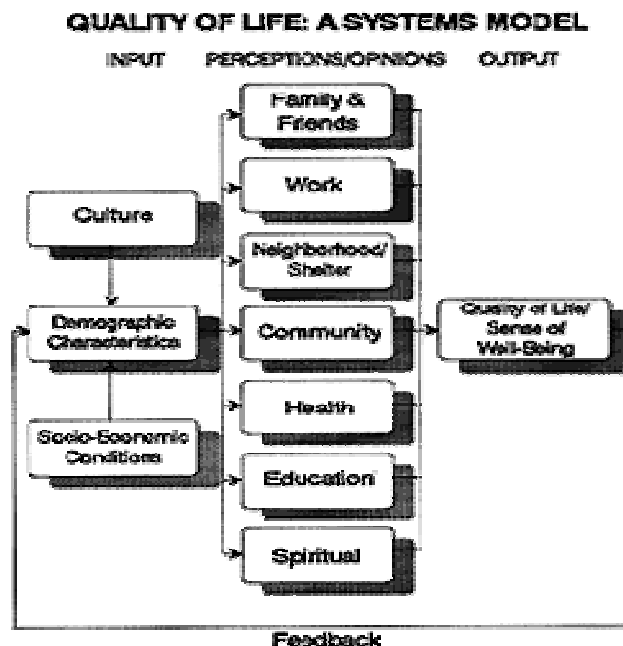 QUALITY OF LIFE: A SYSTEMS MODEL
INPUT PERCEPTIONS/OPINIONS OUTPUT
Family &
Friends
Work
Culture
Neighborhood/
Shelter
Demographic
Characteristics
Community
Quality of Life/
Sense of
Well-Being
Health
Socio-Economic
Conditions
Education
Spiritual
Feedback